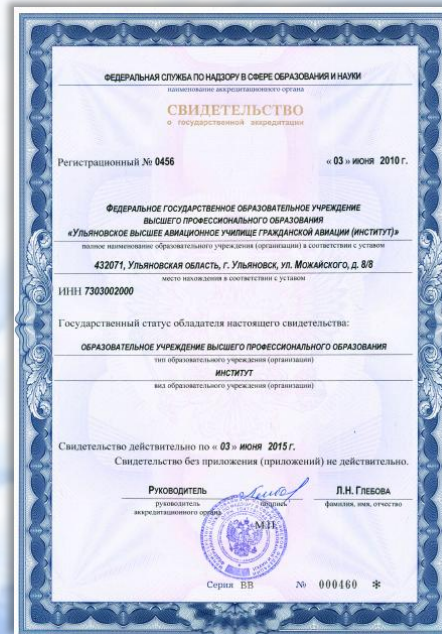 ФЕДЕРАЛЬНАЯ СЛУЖБА ПО НАДЗОРУ В СФЕРЕ ОБРАЗОВАНИЯ И НАУКИ
наименование аккредитационного органа
СВИДЕТЕЛЬСТВО
о государственной аккредитации
Регистрационный № 0456 « 03 » ИЮНЯ 2010 г.
ФЕДЕРАЛЬНОЕ ГОСУДАРСТВЕННОЕ ОБРАЗОВАТЕЛЬНОЕ УЧРЕЖДЕНИЕ
ВЫСШЕГО ПРОФЕССИОНАЛЬНОГО ОБРАЗОВАНИЯ
«УЛЬЯНОВСКОЕ ВЫСШЕЕ АВИАЦИОННОЕ УЧИЛИЩЕ ГРАЖДАНСКОЙ АВИАЦИИ (ИНСТИТУТ)»
полное наименование образовательного учреждения (организации) в соответствии с уставом
432071, УЛЬЯНОВСКАЯ ОБЛАСТЬ, Г. УЛЬЯНОВСК, УЛ. МОЖАЙСКОГО, Д. 8/8
место нахождения в соответствии с уставом
ИНН 7303002000
Государственный статус обладателя настоящего свидетельства:
ОБРАЗОВАТЕЛЬНОЕ УЧРЕЖДЕНИЕ ВЫСШЕГО ПРОФЕССИОНАЛЬНОГО ОБРАЗОВАНИЯ
тип образовательного учреждения (организации)
ИНСТИТУТ
вид образовательного учреждения (организации)
Свидетельство действительно по « 03 » ИЮНЯ 2015 г.
Свидетельство без приложения (приложений) не действительно.
РУКОВОДИТЕЛЬ Л.Н. ГЛЕБОВА
руководитель подпись фамилия, имя, отчество
аккредитационного органа
М.П.
Серия ВВ № 000460 *